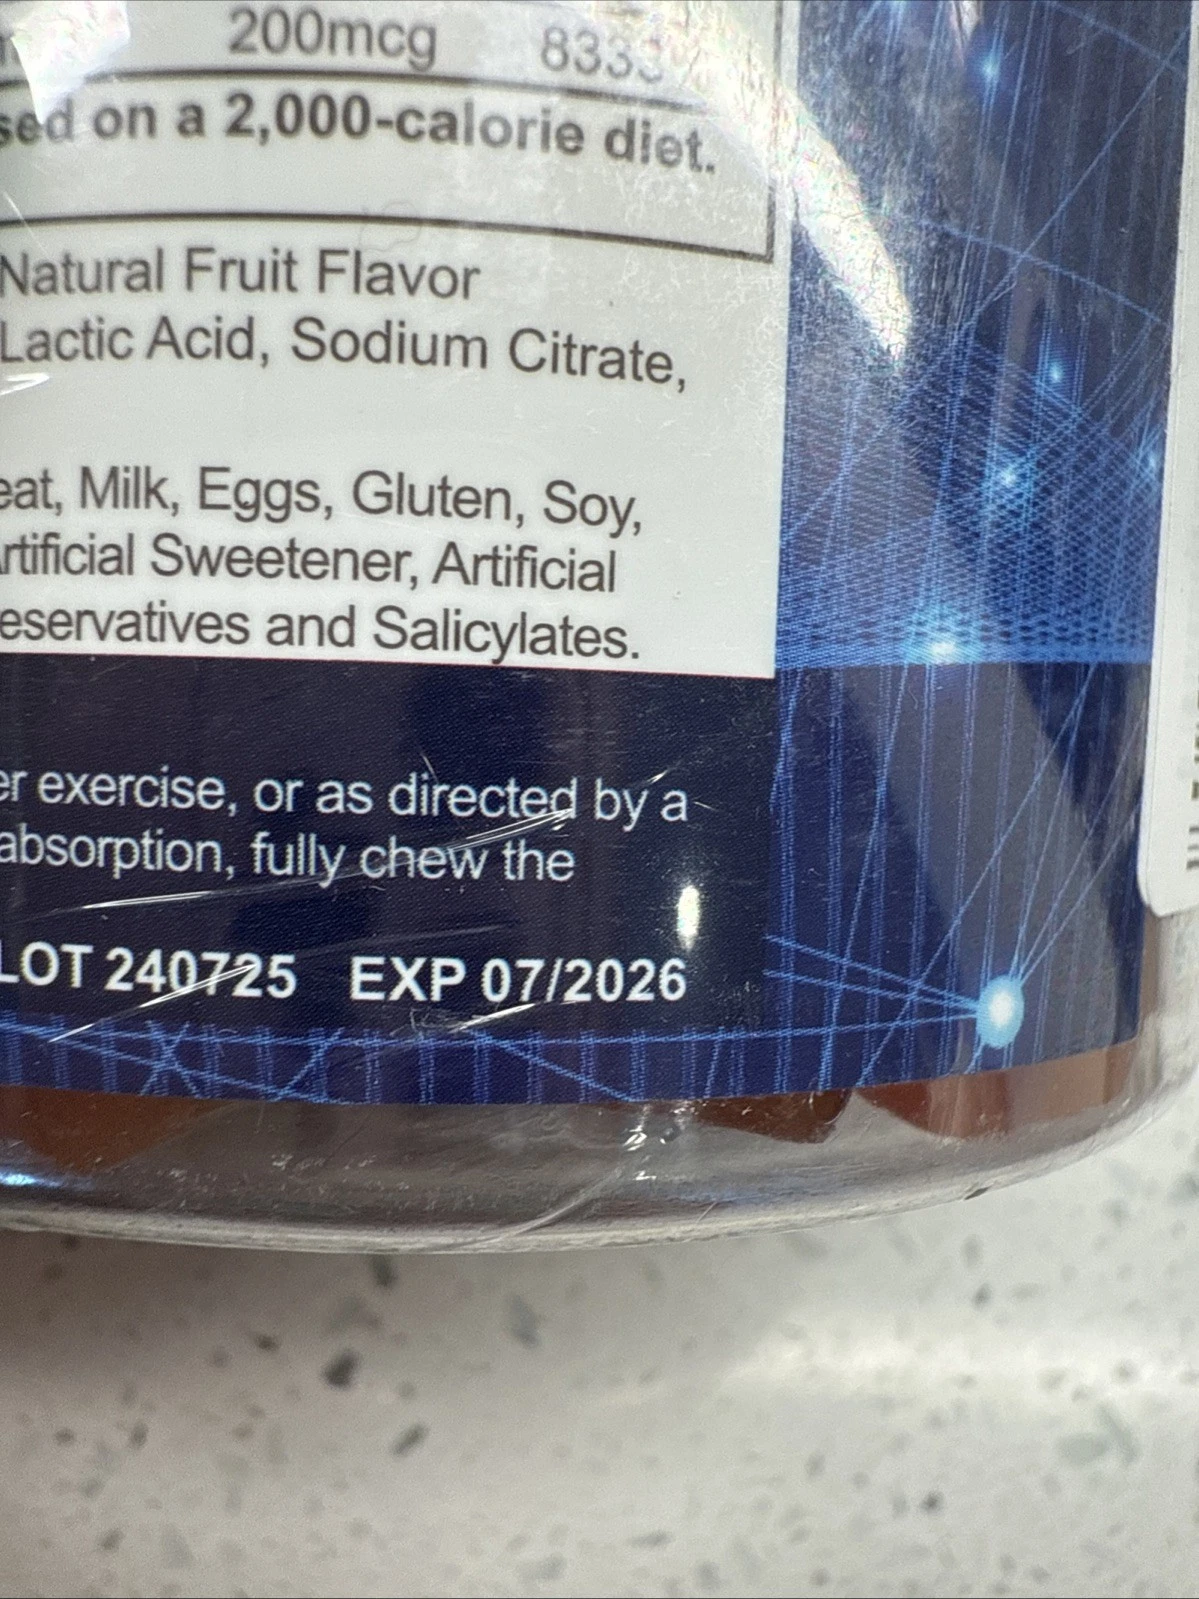 200mcg 833
on a 2,000-calorie diet.
Natural Fruit Flavor
Lactic Acid, Sodium Citrate,
eat, Milk, Eggs, Gluten, Soy,
rtificial Sweetener, Artificial
eservatives and Salicylates.
er exercise, or as directed by a
absorption, fully chew the
LOT 240725 EXP 07/2026